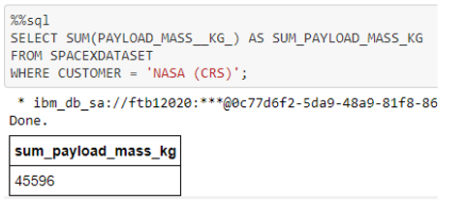 %%sql
SELECT SUM(PAYLOAD_MASS__KG_) AS SUM_PAYLOAD_MASS_KG
FROM SPACEXDATASET
WHERE CUSTOMER = 'NASA (CRS)';
* ibm_db_sa://ftb12020:***@0c77d6f2-5da9-48a9-81f8-86
Done.
sum_payload_mass_kg
45596